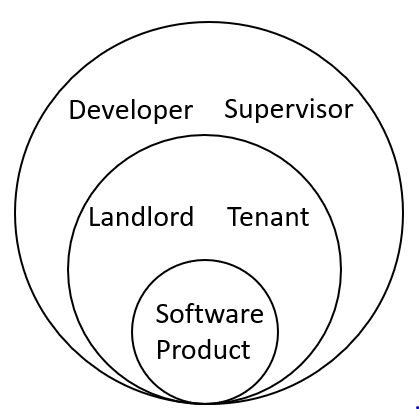 Developer Supervisor
Landlord Tenant
Software
Product